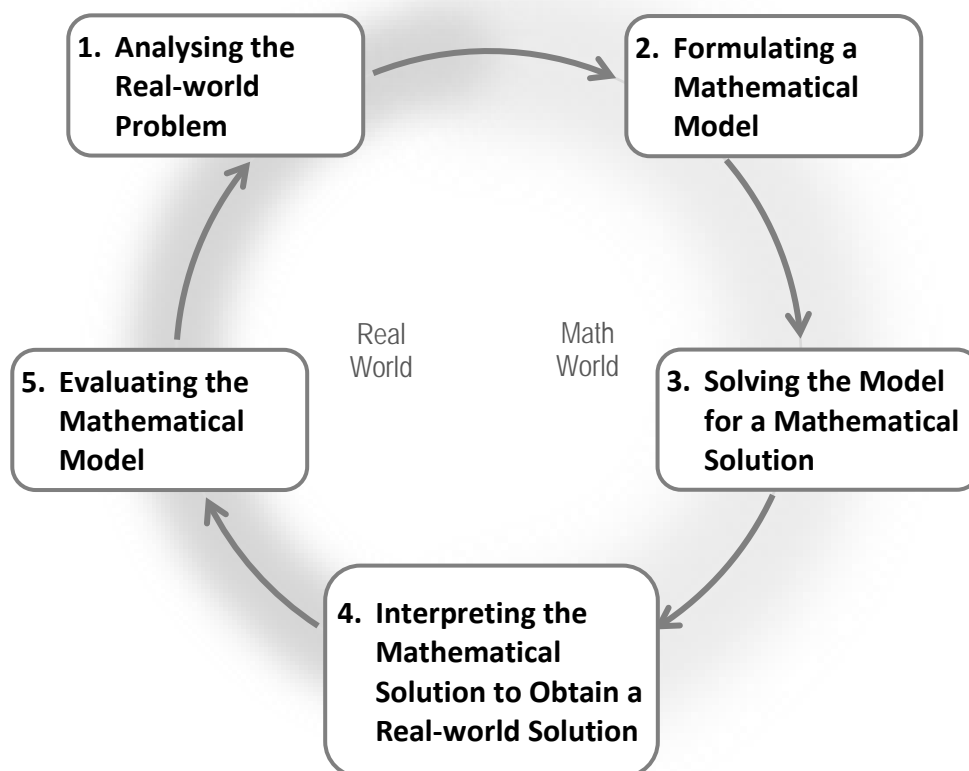 1. Analysing the
Real-world
Problem
2. Formulating a
Mathematical
Model
Real
World
Math
World
5. Evaluating the
Mathematical
Model
3. Solving the Model
for a Mathematical
Solution
4. Interpreting the
Mathematical
Solution to Obtain a
Real-world Solution